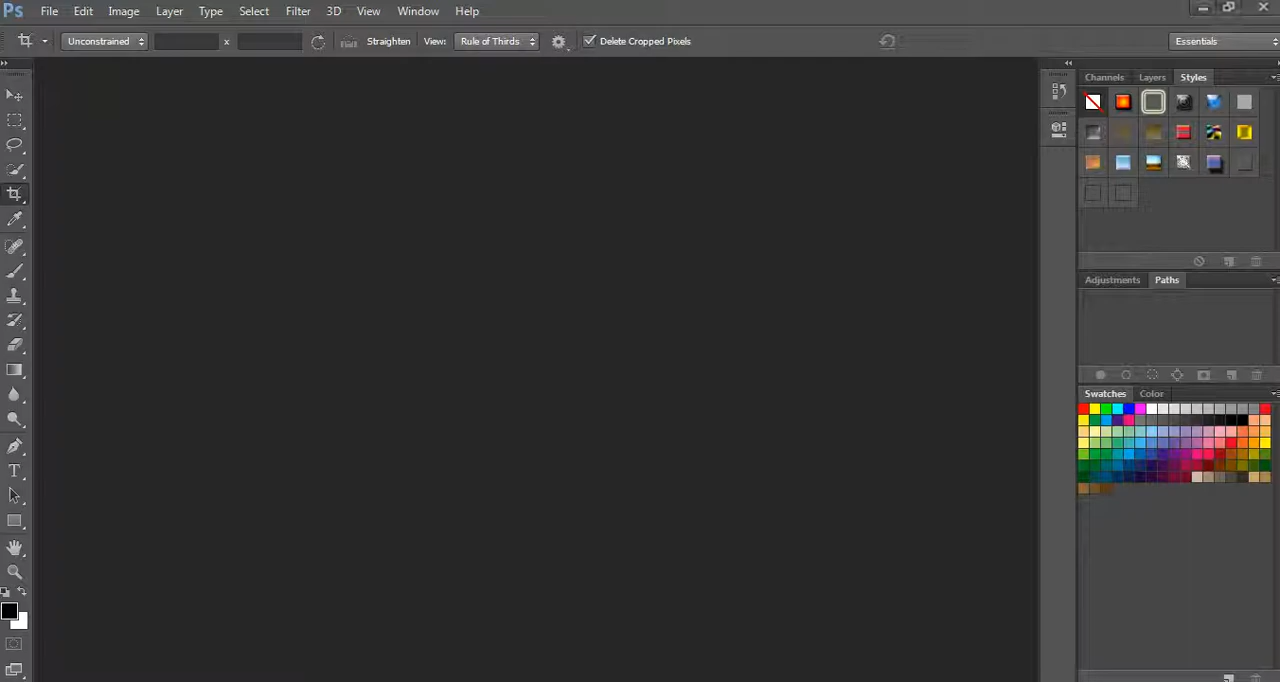 Ps File Edit Image Layer Type Select Filter 3D View Window Help
Unconstrained x Straighten View: Rule of Thirds Delete Cropped Pixels Essentials
Channels Layers Styles
Adjustments Paths
Swatches Color
T